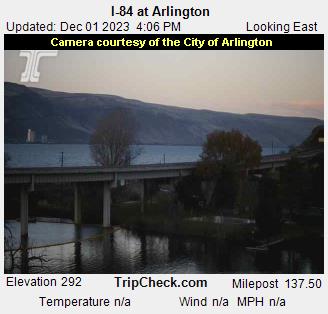 I-84 at Arlington
Updated: Dec 01 2023 4:06 PM Looking East
Camera courtesy of the City of Arlington
Elevation 292 TripCheck.com Milepost 137.50
Temperature n/a Wind n/a MPH n/a